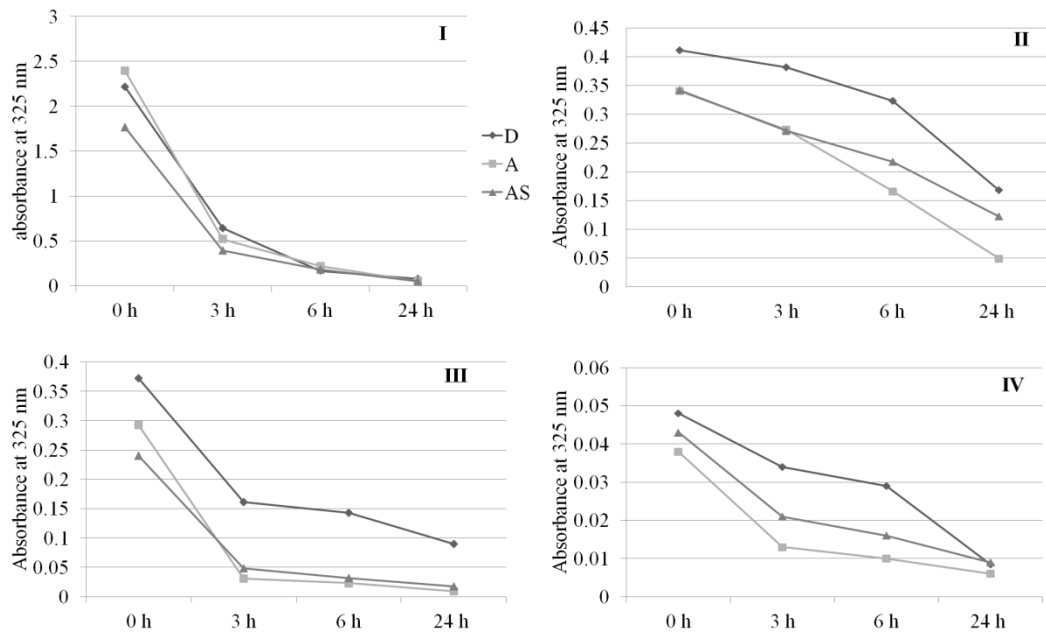 I
absorbance at 325 nm
3
2.5
2
1.5
1
0.5
0
0 h 3 h 6 h 24 h
D
A
AS
II
Absorbance at 325 nm
0.45
0.4
0.35
0.3
0.25
0.2
0.15
0.1
0.05
0
0 h 3 h 6 h 24 h
III
Absorbance at 325 nm
0.4
0.35
0.3
0.25
0.2
0.15
0.1
0.05
0
0 h 3 h 6 h 24 h
IV
Absorbance at 325 nm
0.06
0.05
0.04
0.03
0.02
0.01
0
0 h 3 h 6 h 24 h